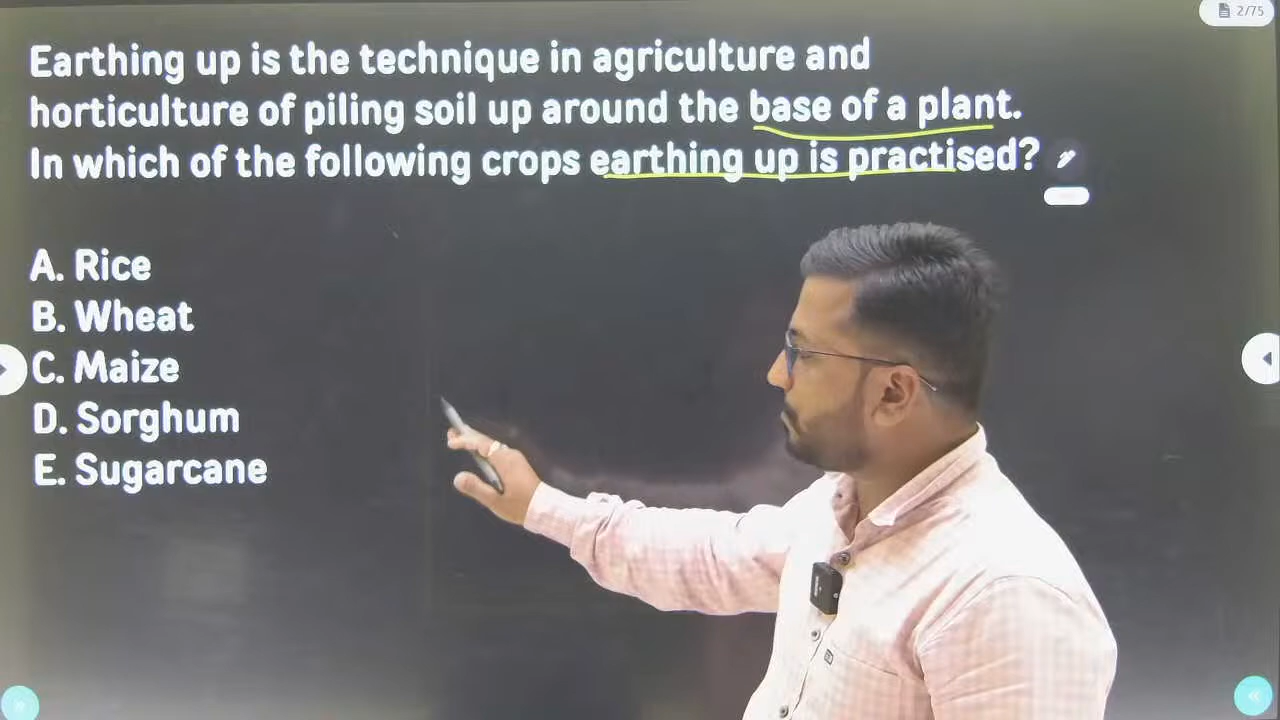 2/75
Earthing up is the technique in agriculture and
horticulture of piling soil up around the base of a plant.
In which of the following crops earthing up is practised?
A. Rice
B. Wheat
C. Maize
D. Sorghum
E. Sugarcane